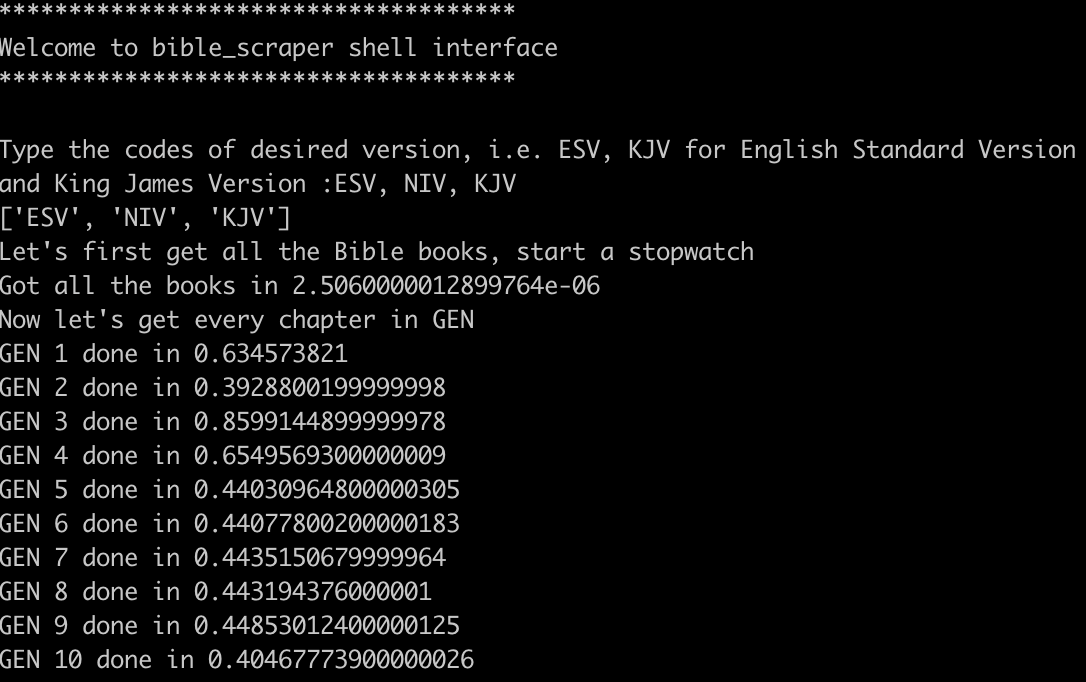 *************************************
Welcome to bible_scraper shell interface
*************************************
Type the codes of desired version, i.e. ESV, KJV for English Standard Version
and King James Version :ESV, NIV, KJV
['ESV', 'NIV', 'KJV']
Let's first get all the Bible books, start a stopwatch
Got all the books in 2.5060000012899764e-06
Now let's get every chapter in GEN
GEN 1 done in 0.634573821
GEN 2 done in 0.3928800199999998
GEN 3 done in 0.8599144899999978
GEN 4 done in 0.6549569300000009
GEN 5 done in 0.44030964800000305
GEN 6 done in 0.44077800200000183
GEN 7 done in 0.4435150679999964
GEN 8 done in 0.443194376000001
GEN 9 done in 0.44853012400000125
GEN 10 done in 0.40467773900000026